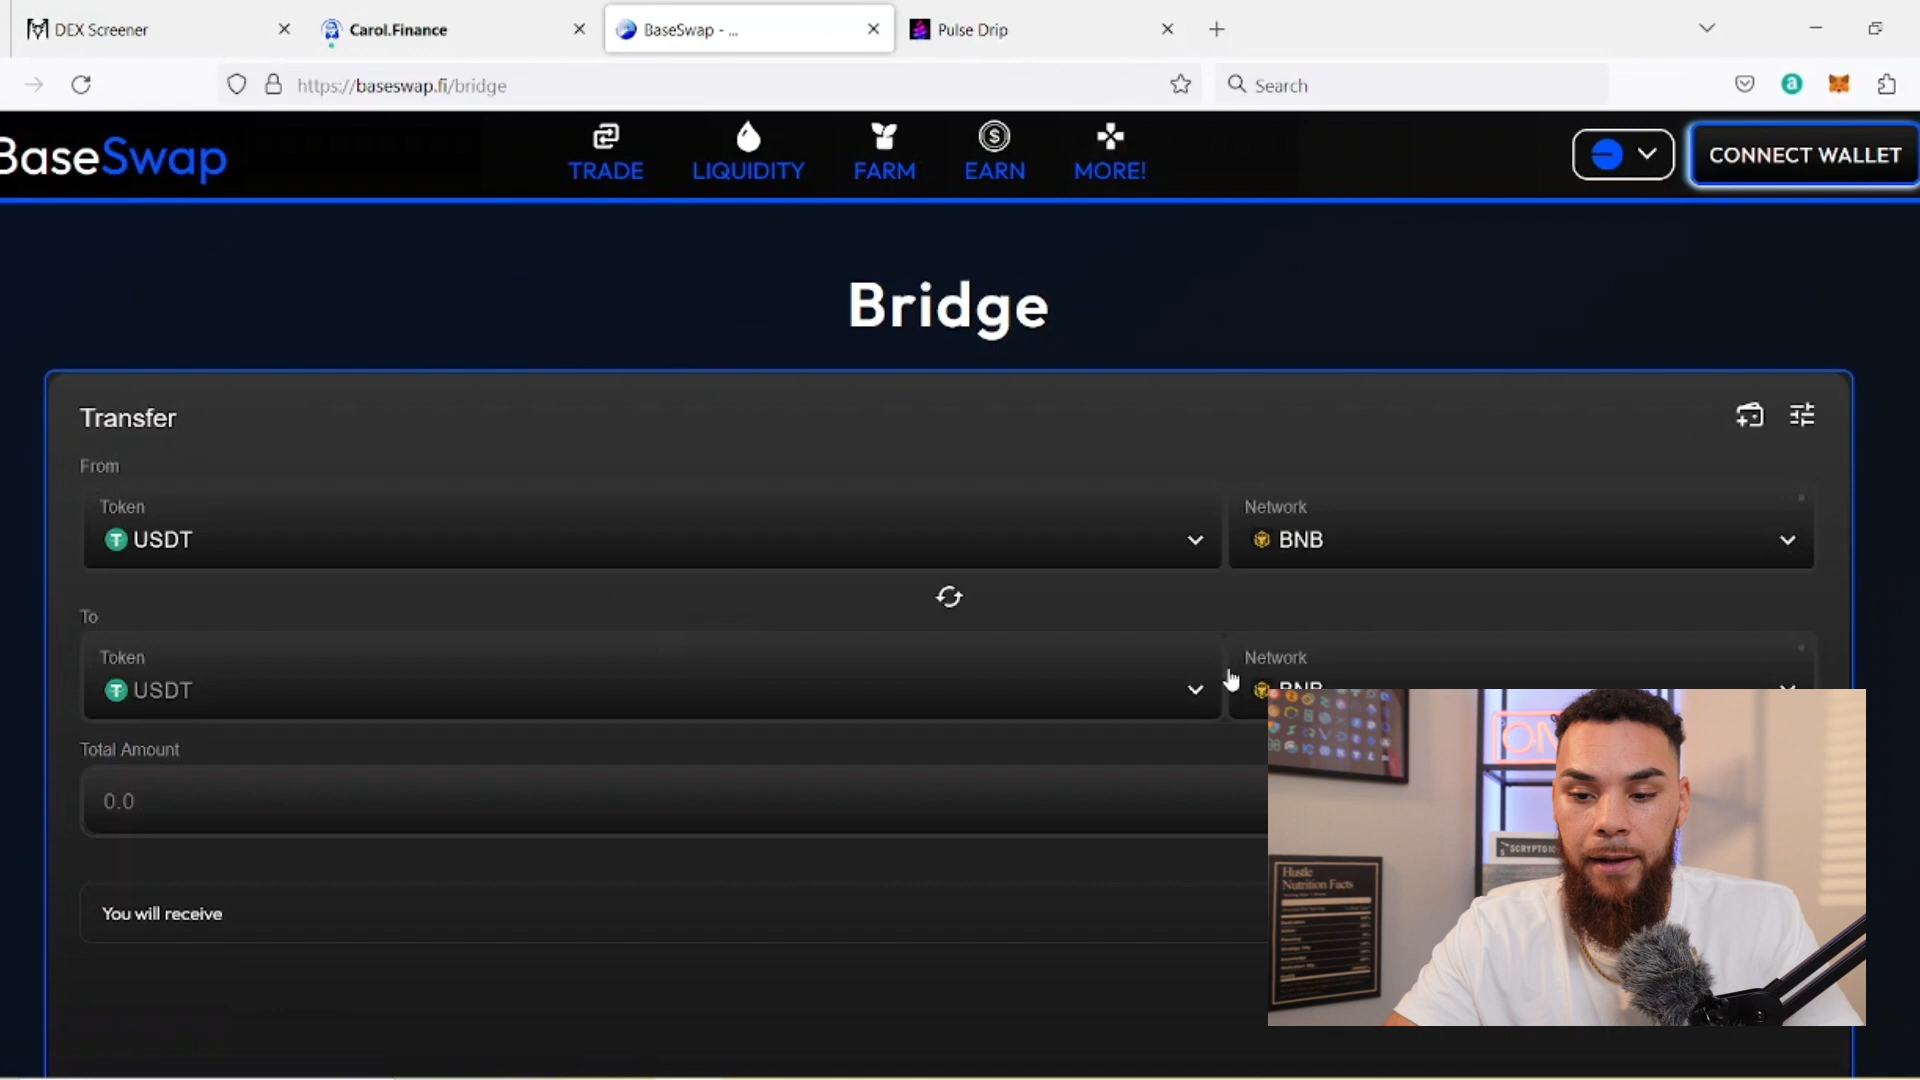 DEX Screener
Carol.Finance
BaseSwap - ...
Pulse Drip
https://baseswap.fi/bridge
Search
BaseSwap
TRADE
LIQUIDITY
FARM
EARN
MORE!
CONNECT WALLET
Bridge
Transfer
From
Token
USDT
Network
BNB
To
Token
USDT
Network
BNB
Total Amount
0.0
You will receive
Hustle
Nutrition Facts